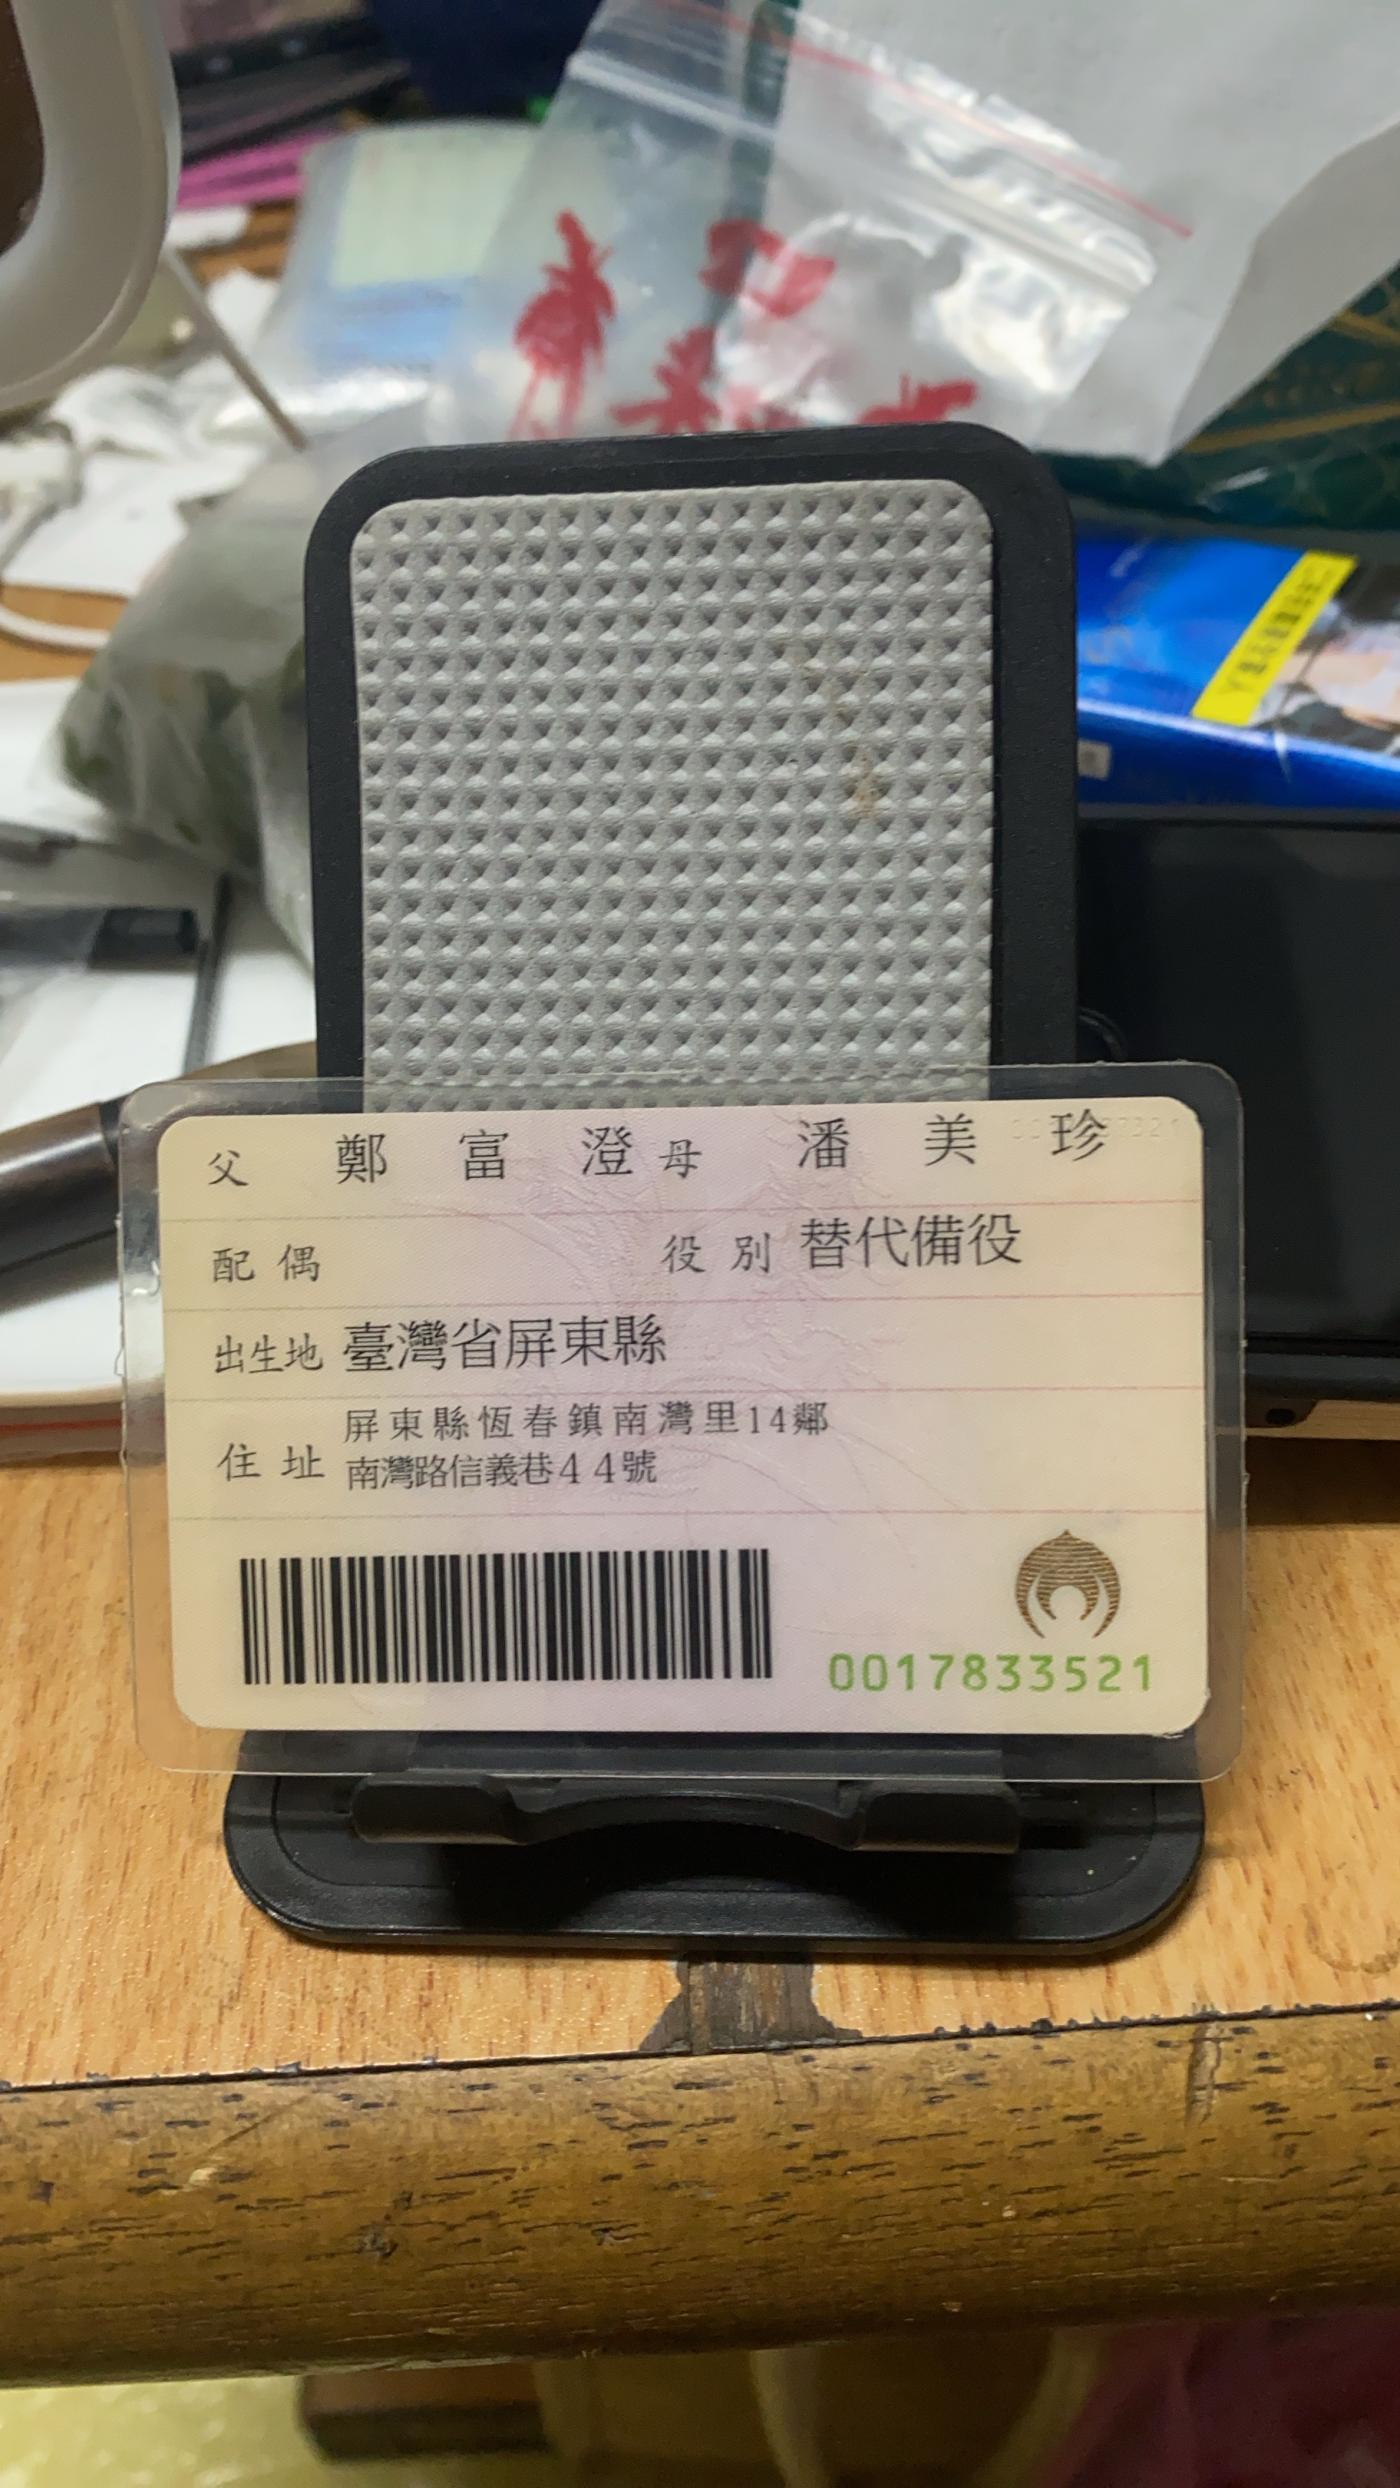 父 鄭富澄 母 潘美珍
配偶 役別 替代備役
出生地 臺灣省屏東縣
住址 屏東縣恆春鎮南灣里14鄰
南灣路信義巷44號
0017833521